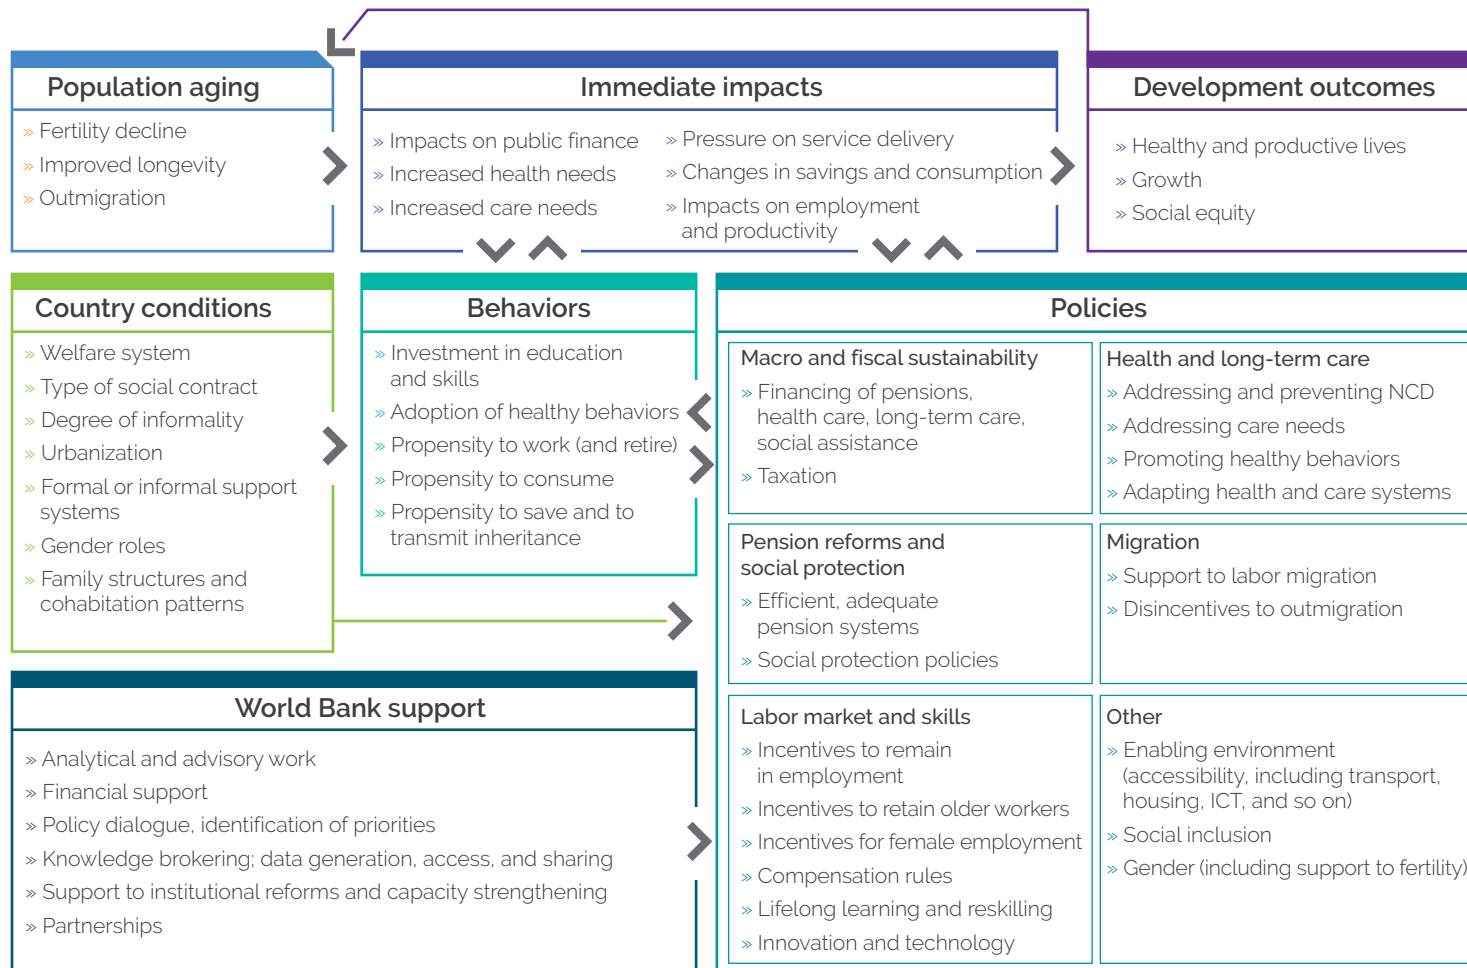 Population aging
» Fertility decline
» Improved longevity
» Outmigration
Immediate impacts
» Impacts on public finance
» Increased health needs
» Increased care needs
» Pressure on service delivery
» Changes in savings and consumption
» Impacts on employment
and productivity
Development outcomes
» Healthy and productive lives
» Growth
» Social equity
Country conditions
» Welfare system
» Type of social contract
» Degree of informality
» Urbanization
» Formal or informal support
systems
» Gender roles
» Family structures and
cohabitation patterns
Behaviors
» Investment in education
and skills
» Adoption of healthy behaviors
» Propensity to work (and retire)
» Propensity to consume
» Propensity to save and to
transmit inheritance
Policies
Macro and fiscal sustainability
» Financing of pensions,
health care, long-term care,
social assistance
» Taxation
Health and long-term care
» Addressing and preventing NCD
» Addressing care needs
» Promoting healthy behaviors
» Adapting health and care systems
Pension reforms and
social protection
» Efficient, adequate
pension systems
» Social protection policies
Migration
» Support to labor migration
» Disincentives to outmigration
Labor market and skills
» Incentives to remain
in employment
» Incentives to retain older workers
» Incentives for female employment
» Compensation rules
» Lifelong learning and reskilling
» Innovation and technology
Other
» Enabling environment
(accessibility, including transport,
housing, ICT, and so on)
» Social inclusion
» Gender (including support to fertility)
World Bank support
» Analytical and advisory work
» Financial support
» Policy dialogue, identification of priorities
» Knowledge brokering; data generation, access, and sharing
» Support to institutional reforms and capacity strengthening
» Partnerships